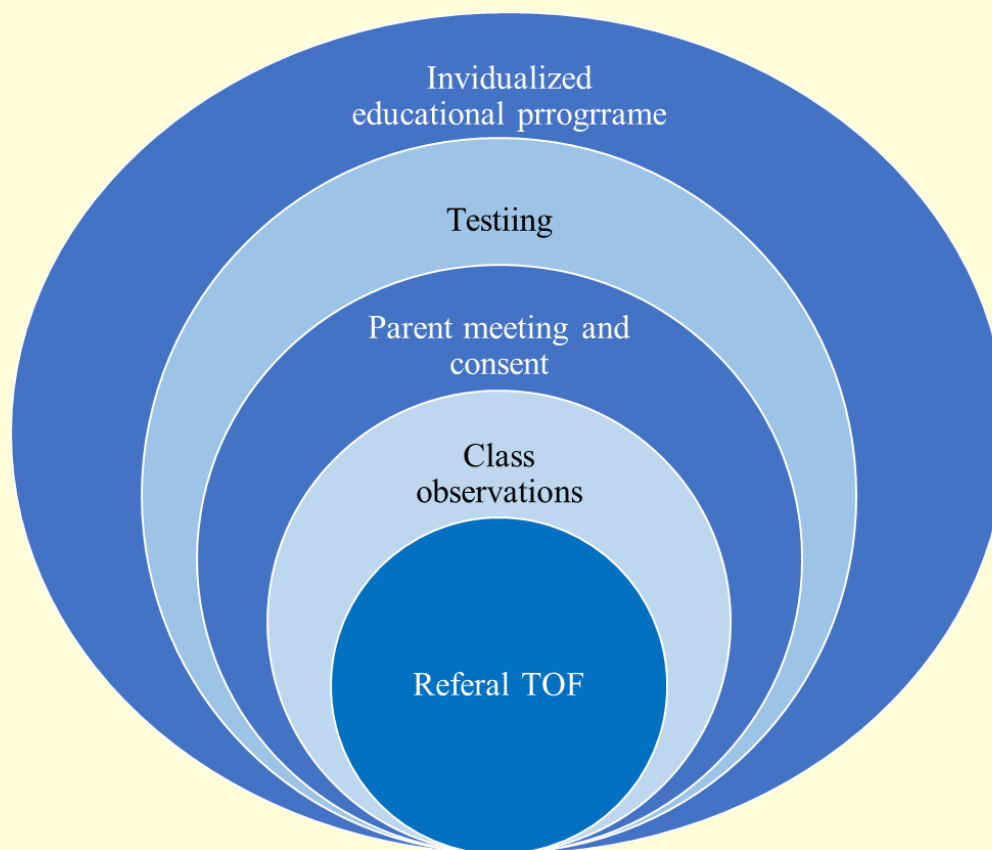 Invidualized
educational prrogrrame
Testiing
Parent meeting and
consent
Class
observations
Referal TOF